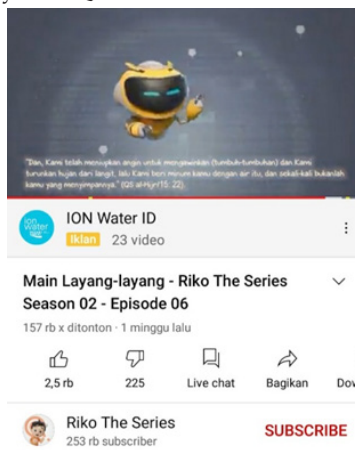 "Dan, Kami telah meniupkan angin untuk mengawinkan (tumbuh-tumbuhan) dan Kami
turunkan hujan dari langit, lalu Kami beri minum kamu dengan air itu, dan sekali-kali bukanlah
kamu yang menyimpannya." (QS al-Hijr:15: 22).
ion
water
ION Water ID
Iklan 23 video
Main Layang-layang - Riko The Series
Season 02 - Episode 06
157 rb x ditonton · 1 minggu lalu
2,5 rb 225 Live chat Bagikan Dow
Riko The Series SUBSCRIBE
253 rb subscriber